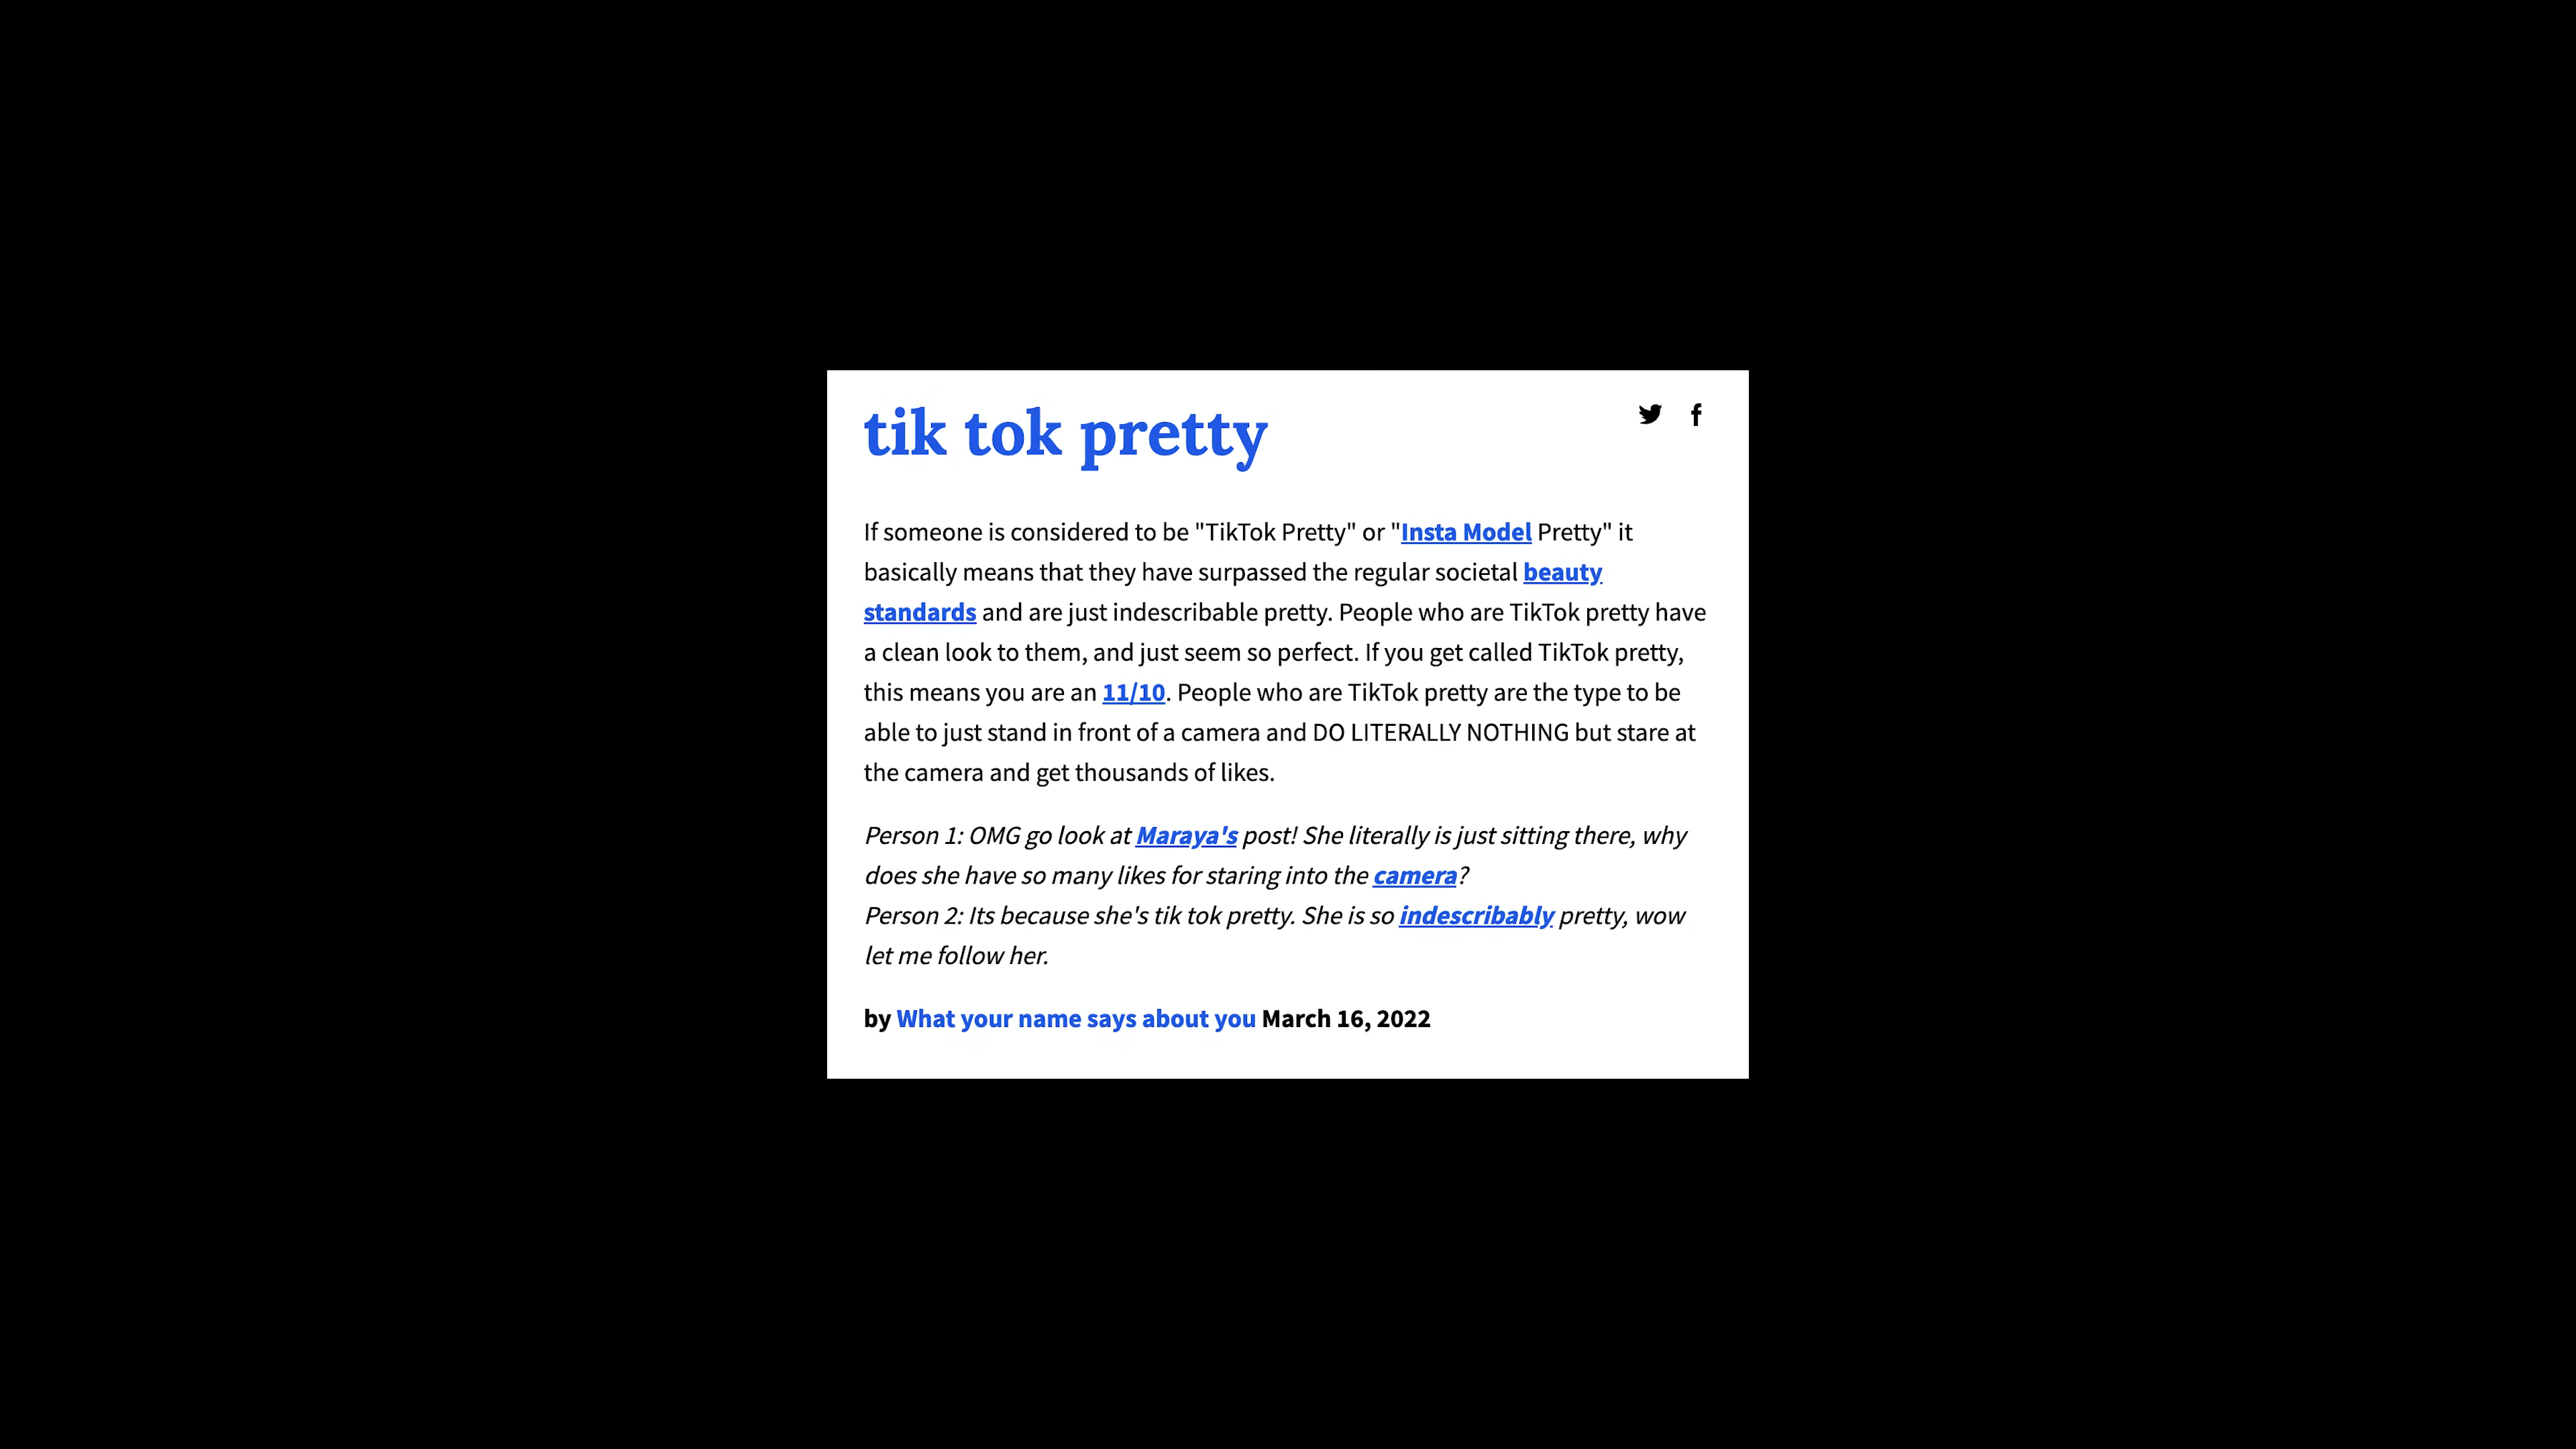 tik tok pretty
If someone is considered to be "TikTok Pretty" or "Insta Model Pretty" it
basically means that they have surpassed the regular societal beauty
standards and are just indescribable pretty. People who are TikTok pretty have
a clean look to them, and just seem so perfect. If you get called TikTok pretty,
this means you are an 11/10. People who are TikTok pretty are the type to be
able to just stand in front of a camera and DO LITERALLY NOTHING but stare at
the camera and get thousands of likes.
Person 1: OMG go look at Maraya's post! She literally is just sitting there, why
does she have so many likes for staring into the camera?
Person 2: Its because she's tik tok pretty. She is so indescribably pretty, wow
let me follow her.
by What your name says about you March 16, 2022